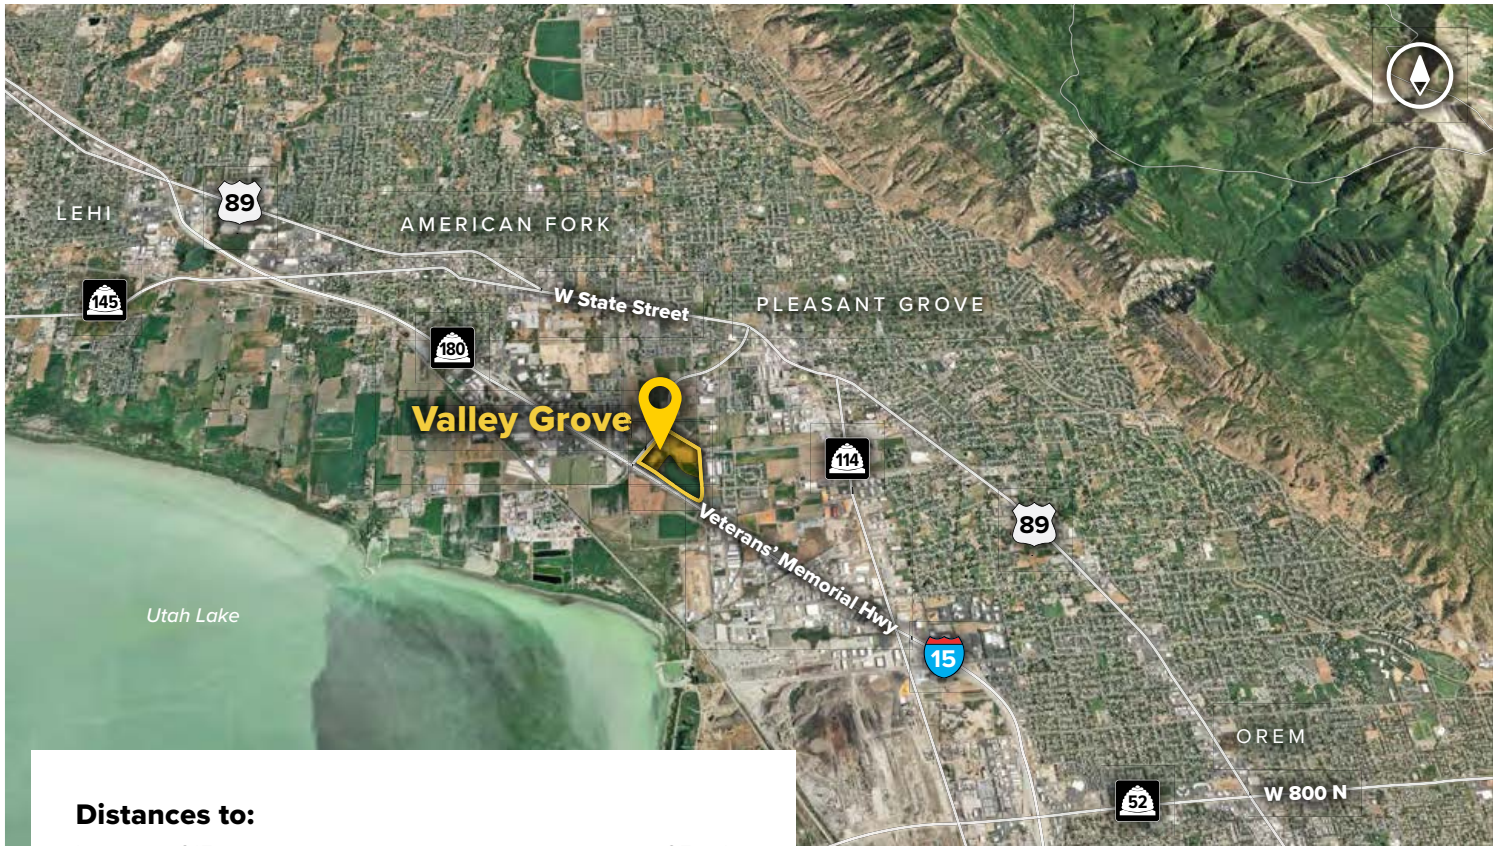 89
LEHI
AMERICAN FORK
145
W State Street
PLEASANT GROVE
180
Valley Grove
114
89
Veterans' Memorial Hwy
Utah Lake
15
OREM
52
W 800 N
Distances to: